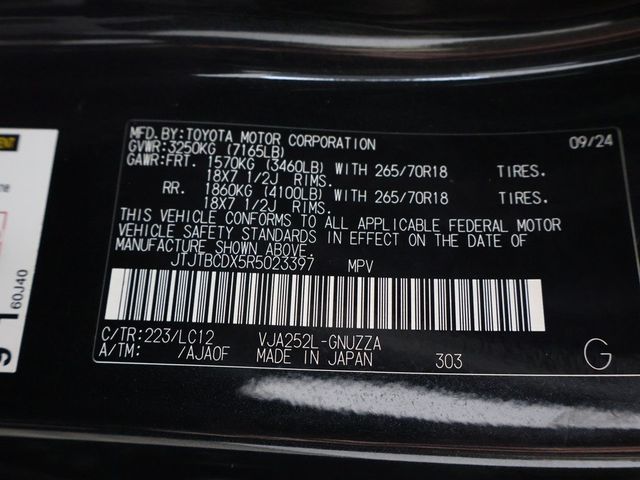 MFD.BY:TOYOTA MOTOR CORPORATION 09/24
GVWR:3250KG (7165LB)
GAWR:FRT. 1570KG (3460LB) WITH 265/70R18 TIRES.
18X7 1/2J RIMS.
RR. 1860KG (4100LB) WITH 265/70R18 TIRES.
18X7 1/2J RIMS.
THIS VEHICLE CONFORMS TO ALL APPLICABLE FEDERAL MOTOR
VEHICLE SAFETY STANDARDS IN EFFECT ON THE DATE OF
MANUFACTURE SHOWN ABOVE.
JTJTBCDX5R5023397 MPV
C/TR:223/LC12 VJA252L-GNUZZA
A/TM: /AJA0F MADE IN JAPAN 303 G
60J40